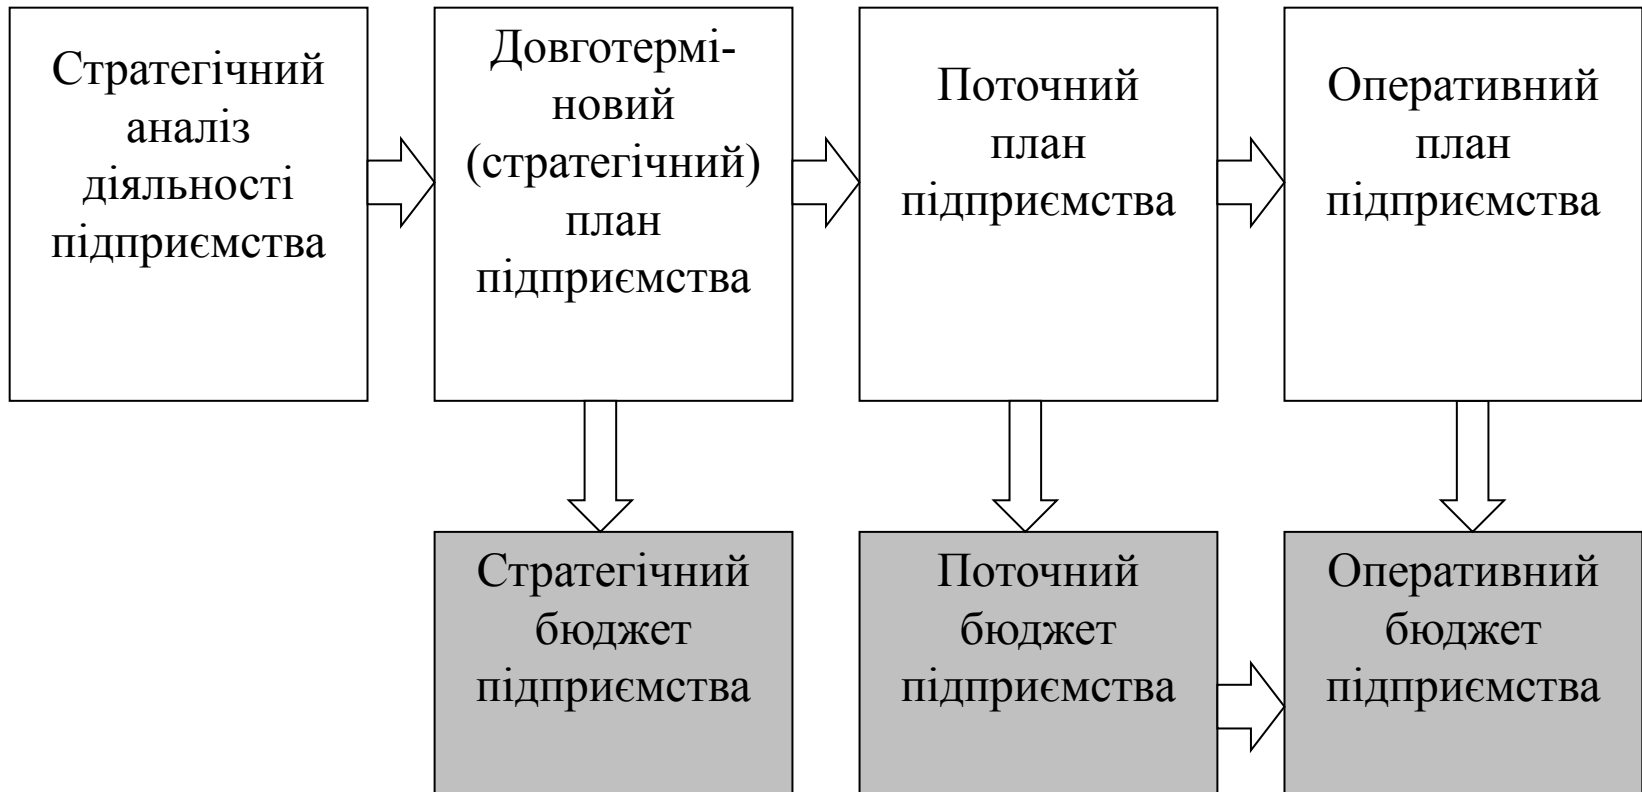 Стратегічний
аналіз
діяльності
підприємства
Довготермі-
новий
(стратегічний)
план
підприємства
Поточний
план
підприємства
Оперативний
план
підприємства
Стратегічний
бюджет
підприємства
Поточний
бюджет
підприємства
Оперативний
бюджет
підприємства